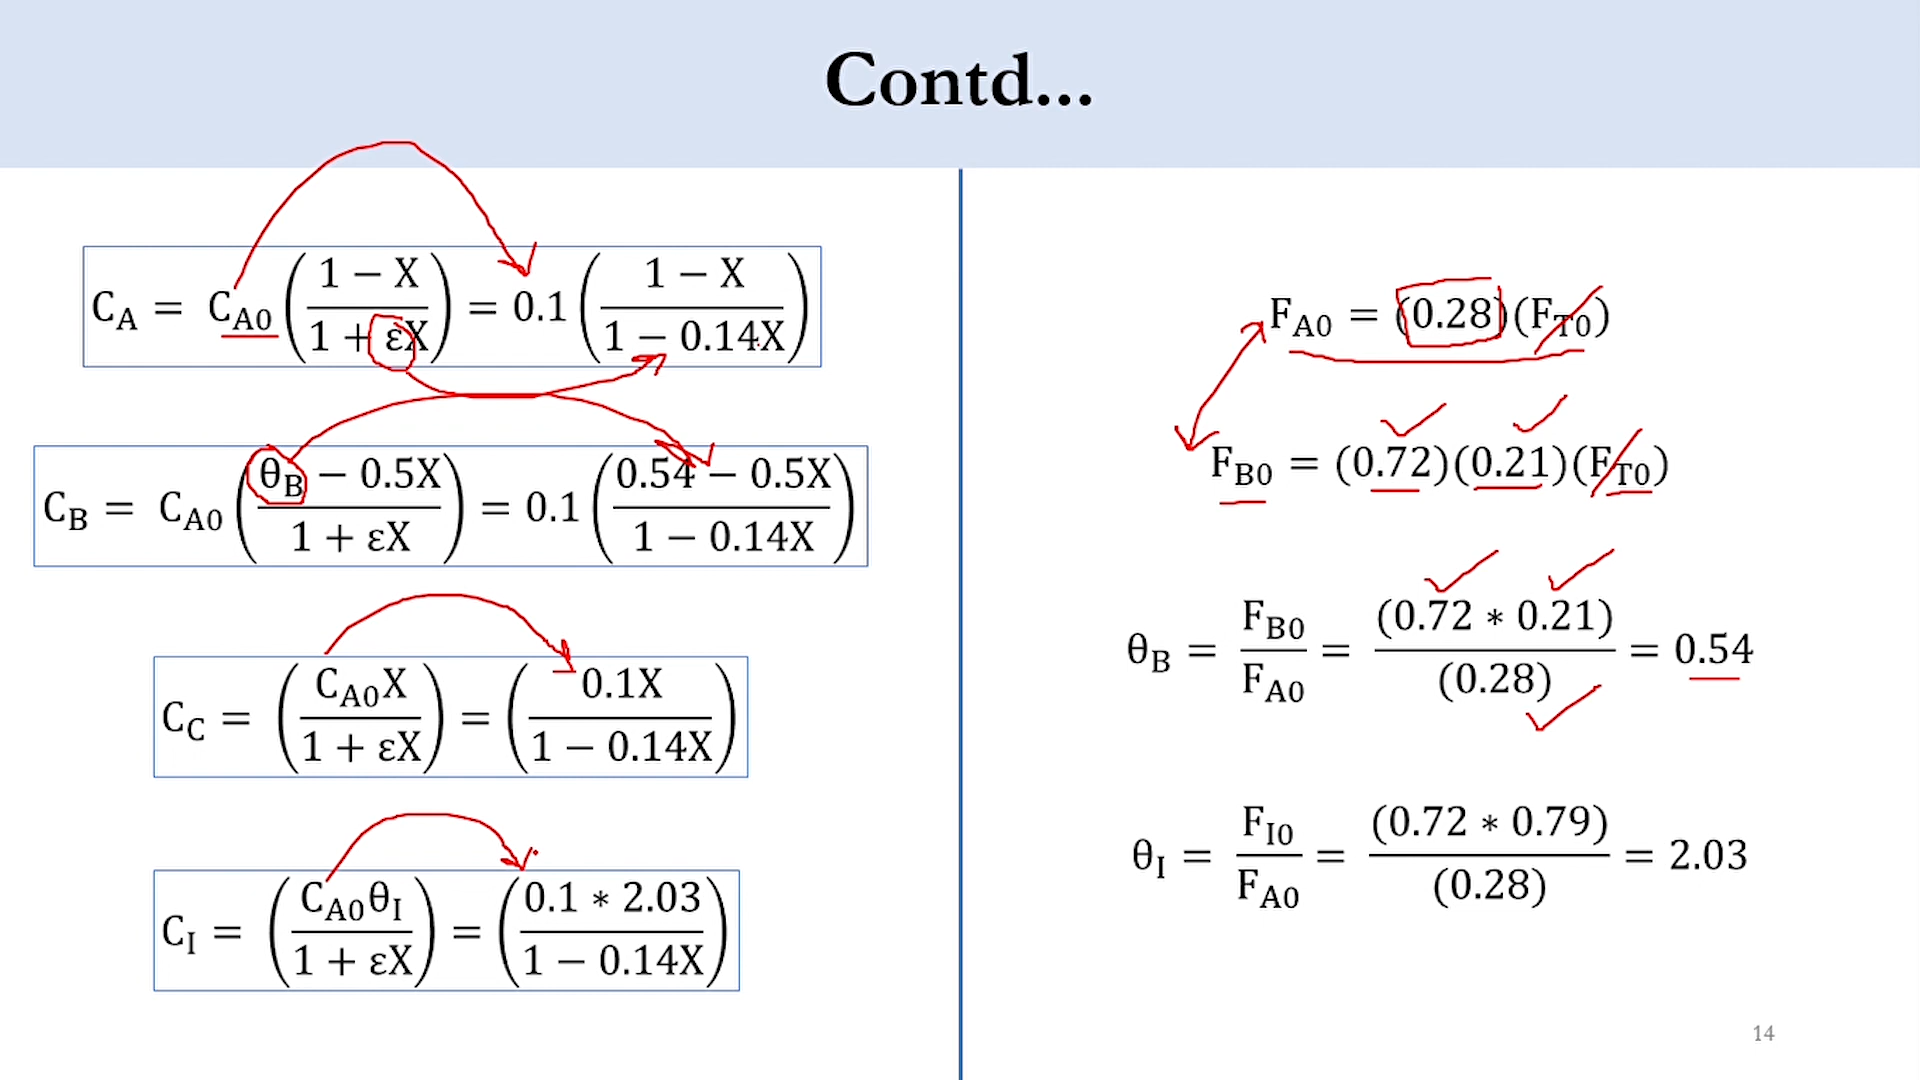 Contd...
C_A = C_A0 ((1 − X)/(1 + εX)) = 0.1 ((1 − X)/(1 − 0.14X))
C_B = C_A0 ((θ_B − 0.5X)/(1 + εX)) = 0.1 ((0.54 − 0.5X)/(1 − 0.14X))
C_C = ((C_A0 X)/(1 + εX)) = ((0.1X)/(1 − 0.14X))
C_I = ((C_A0 θ_I)/(1 + εX)) = ((0.1 * 2.03)/(1 − 0.14X))
F_A0 = (0.28)(F_T0)
F_B0 = (0.72)(0.21)(F_T0)
θ_B = F_B0/F_A0 = (0.72 * 0.21)/(0.28) = 0.54
θ_I = F_I0/F_A0 = (0.72 * 0.79)/(0.28) = 2.03
14